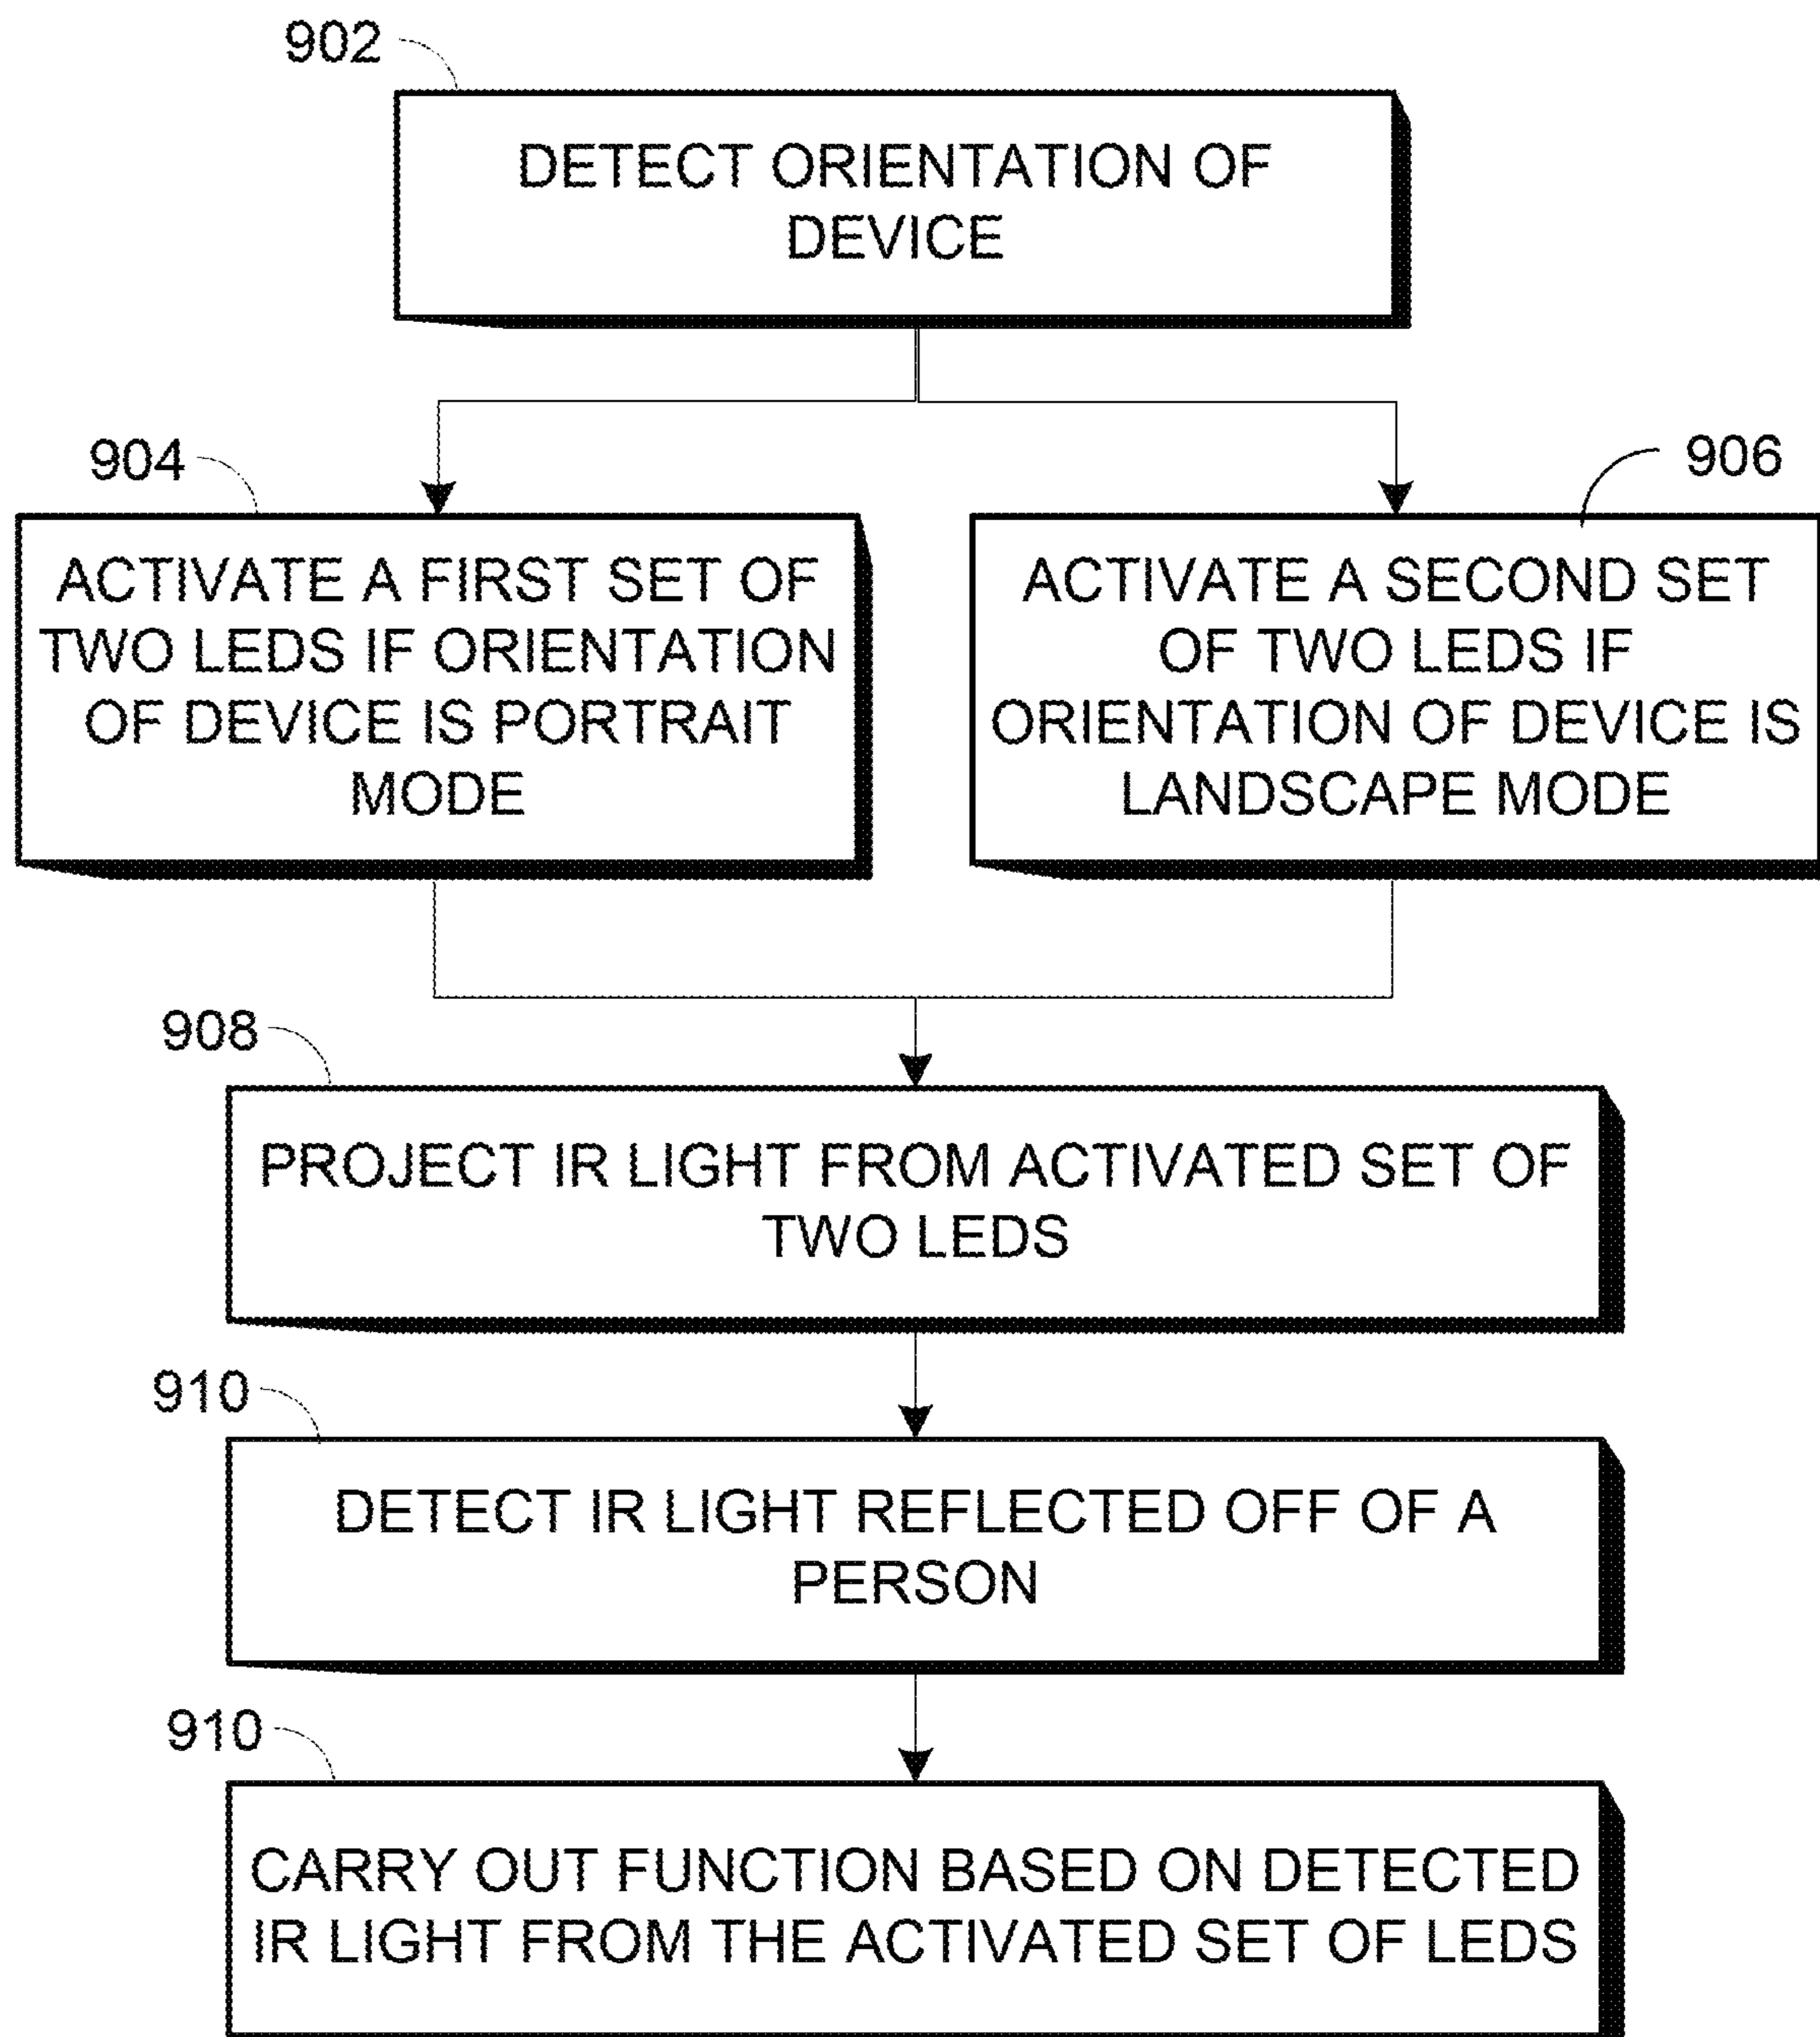 902
DETECT ORIENTATION OF
DEVICE
904
ACTIVATE A FIRST SET OF
TWO LEDS IF ORIENTATION
OF DEVICE IS PORTRAIT
MODE
906
ACTIVATE A SECOND SET
OF TWO LEDS IF
ORIENTATION OF DEVICE IS
LANDSCAPE MODE
908
PROJECT IR LIGHT FROM ACTIVATED SET OF
TWO LEDS
910
DETECT IR LIGHT REFLECTED OFF OF A
PERSON
910
CARRY OUT FUNCTION BASED ON DETECTED
IR LIGHT FROM THE ACTIVATED SET OF LEDS